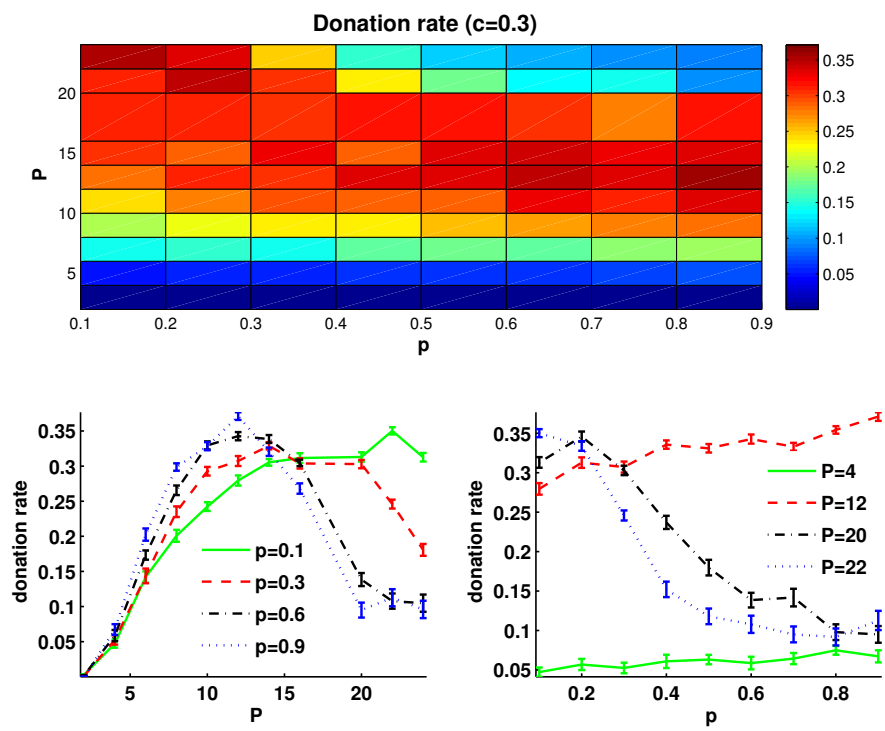 Donation rate (c=0.3)
20
15
10
5
P
0.1 0.2 0.3 0.4 0.5 0.6 0.7 0.8 0.9
p
0.35
0.3
0.25
0.2
0.15
0.1
0.05
0.35
0.3
0.25
0.2
0.15
0.1
0.05
donation rate
5 10 15 20
P
p=0.1
p=0.3
p=0.6
p=0.9
0.35
0.3
0.25
0.2
0.15
0.1
0.05
donation rate
0.2 0.4 0.6 0.8
p
P=4
P=12
P=20
P=22